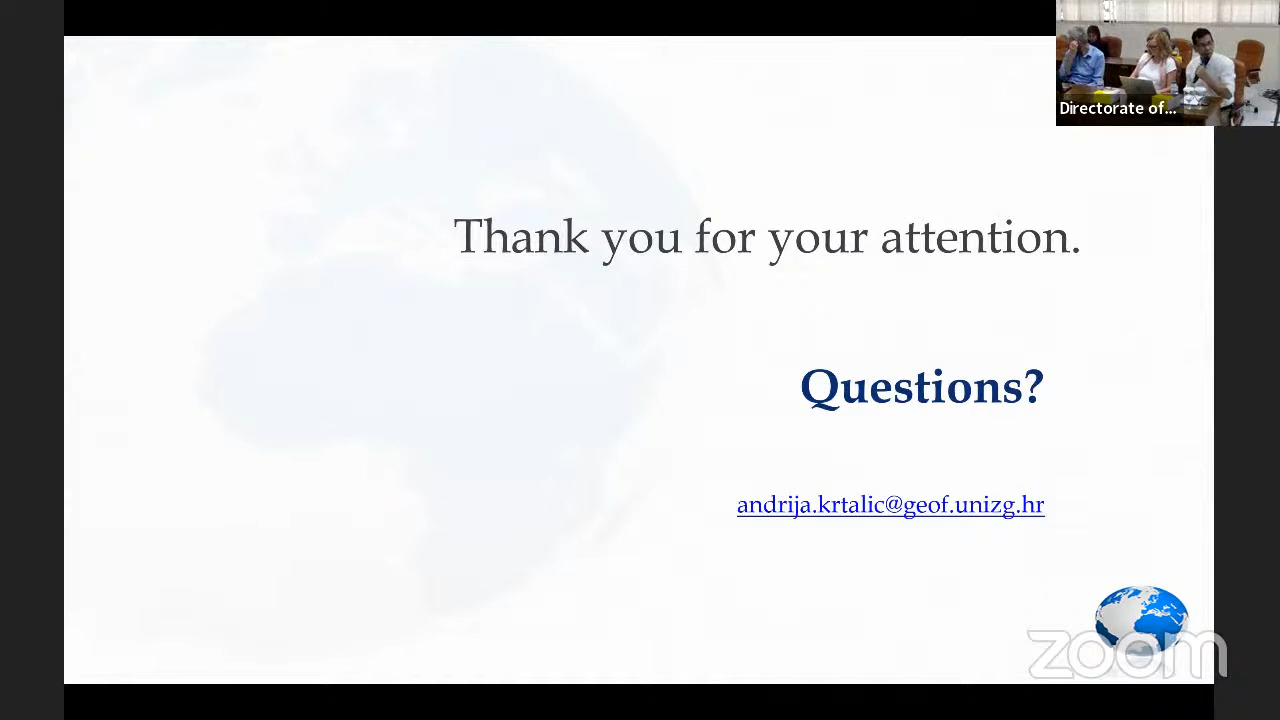 Directorate of...
Thank you for your attention.
Questions?
andrija.krtalic@geof.unizg.hr
zoom